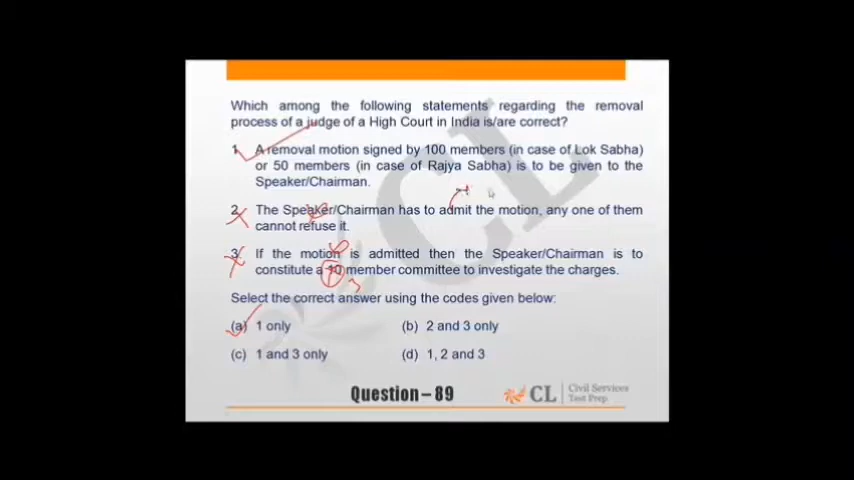 Which among the following statements regarding the removal
process of a judge of a High Court in India is/are correct?
1. A removal motion signed by 100 members (in case of Lok Sabha)
or 50 members (in case of Rajya Sabha) is to be given to the
Speaker/Chairman.
2. The Speaker/Chairman has to admit the motion, any one of them
cannot refuse it.
3. If the motion is admitted then the Speaker/Chairman is to
constitute a 10 member committee to investigate the charges.
3
Select the correct answer using the codes given below:
(a) 1 only (b) 2 and 3 only
(c) 1 and 3 only (d) 1, 2 and 3
Question – 89
CL Civil Services
Test Prep
CL